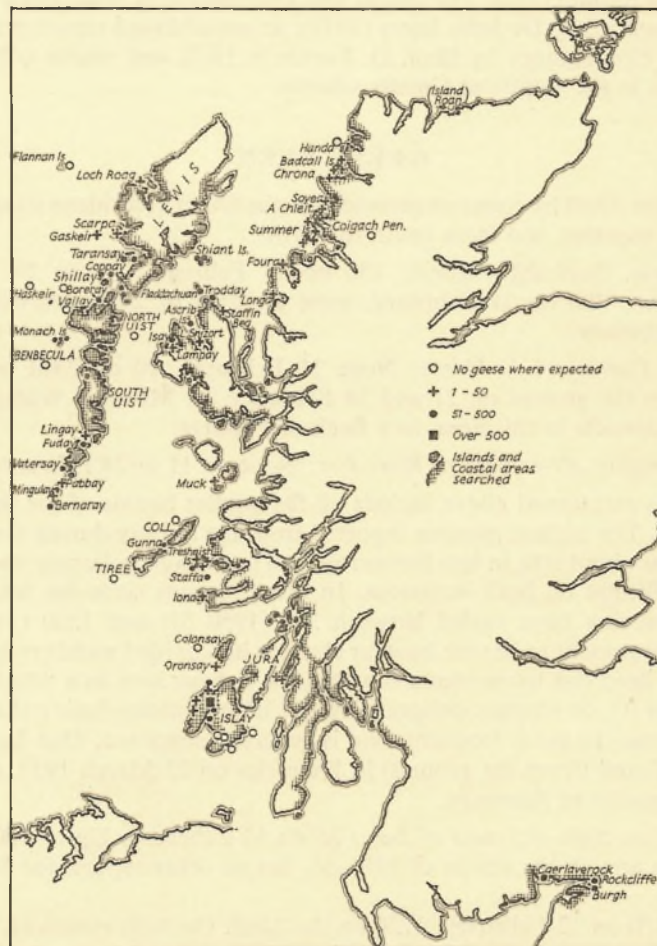 (Island Roan)
Handa
Badcall Is.
Chrona
Flannan Is.
Loch Roag
LEWIS
Soyea
A Chleit
Summer
Coigach Pen.
Scarpa
Gaskeir
Taransay
Coppay
Shiant Is.
Foura
Shillay
Boreray
Haskeir
Vallay
Fladdachuan
Trodday
Longa
NORTH UIST
Ascrib Is.
Staffin
Snizort Beg
Isay
Monach Is.
BENBECULA
Lampay
SOUTH UIST
○ No geese where expected
+ 1 - 50
● 51 - 500
■ Over 500
Islands and Coastal areas searched
Lingay
Fuday
Vatersay
Pabbay
Mingulay
Bernaray
Muck
COLL
Gunna
Treshnish Is.
TIREE
Staffa
Iona
Colonsay
Oronsay
JURA
ISLAY
Caerlaverock
Rockcliffe
Burgh